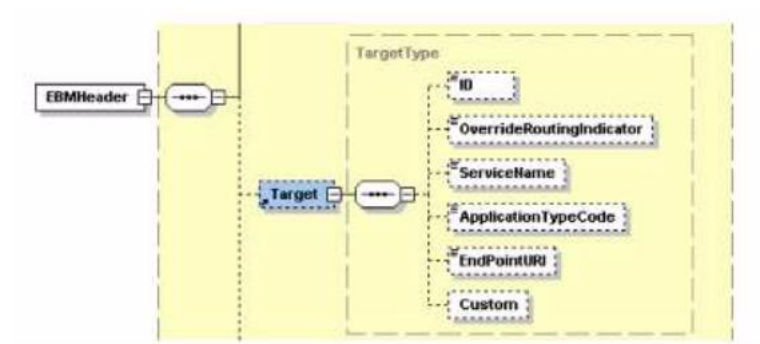 TargetType
EBMHeader
ID
OverrideRoutingIndicator
ServiceName
Target
ApplicationTypeCode
EndPointURI
Custom